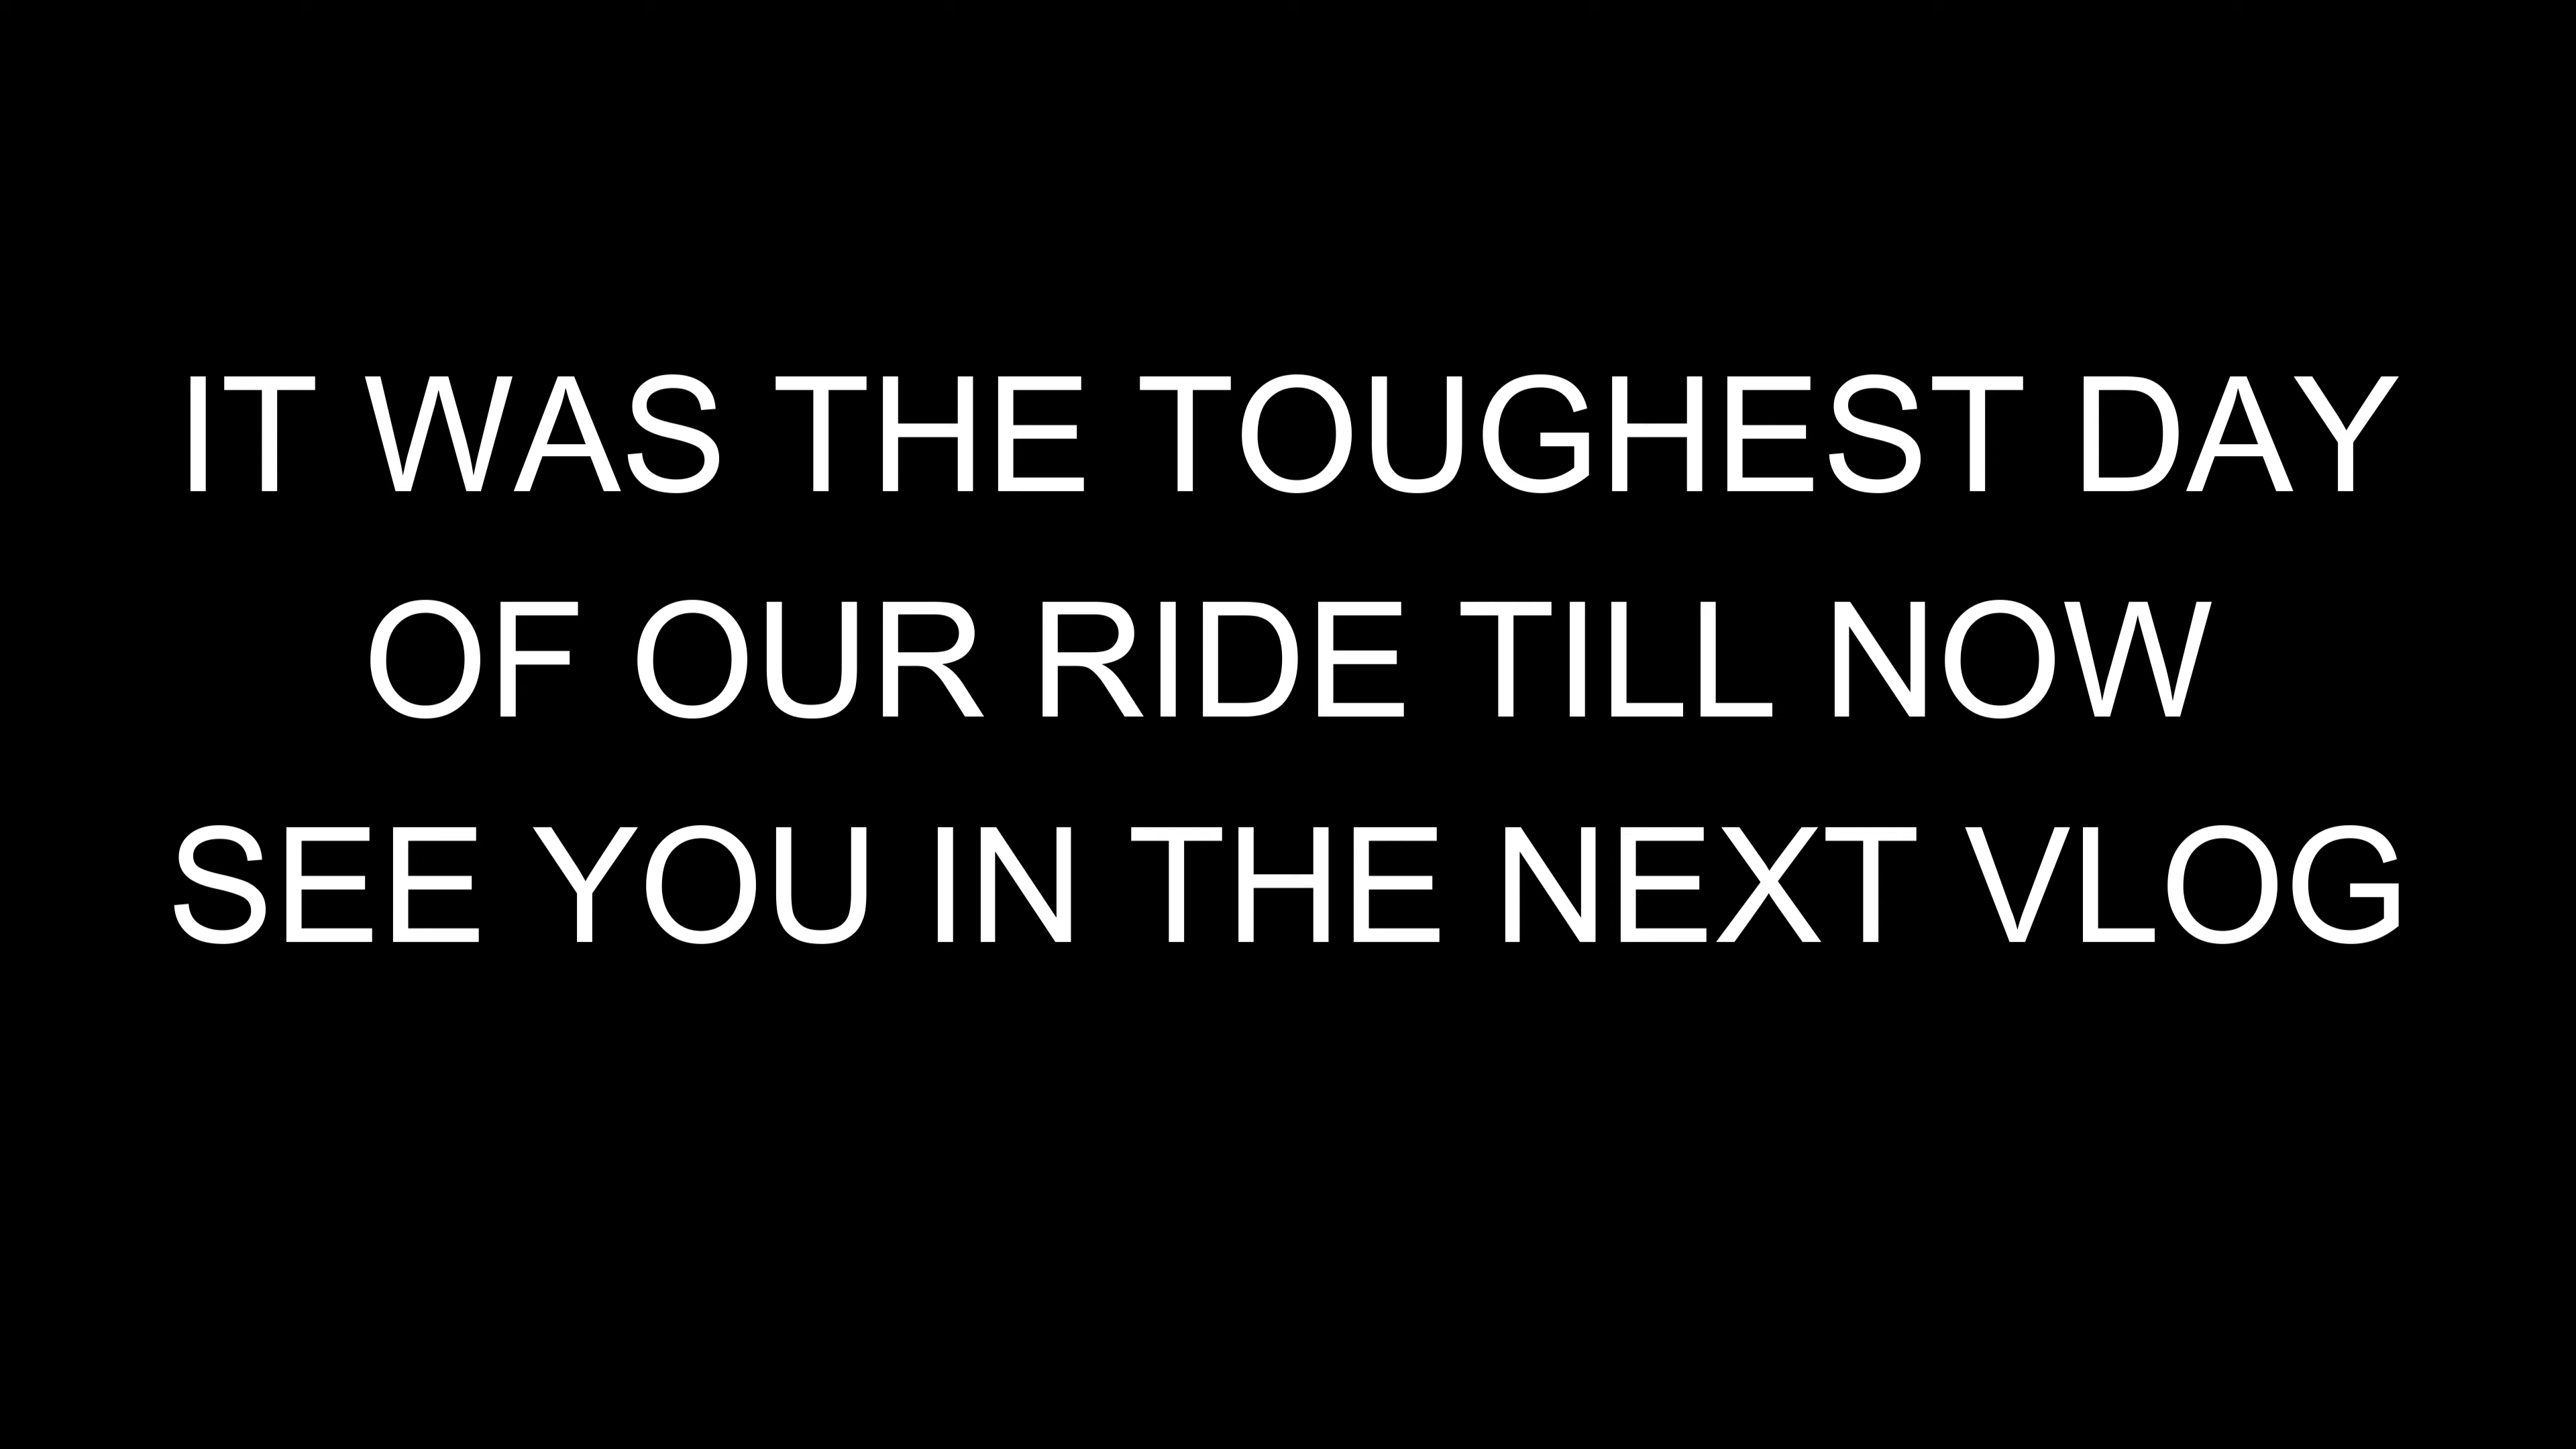 IT WAS THE TOUGHEST DAY
OF OUR RIDE TILL NOW
SEE YOU IN THE NEXT VLOG